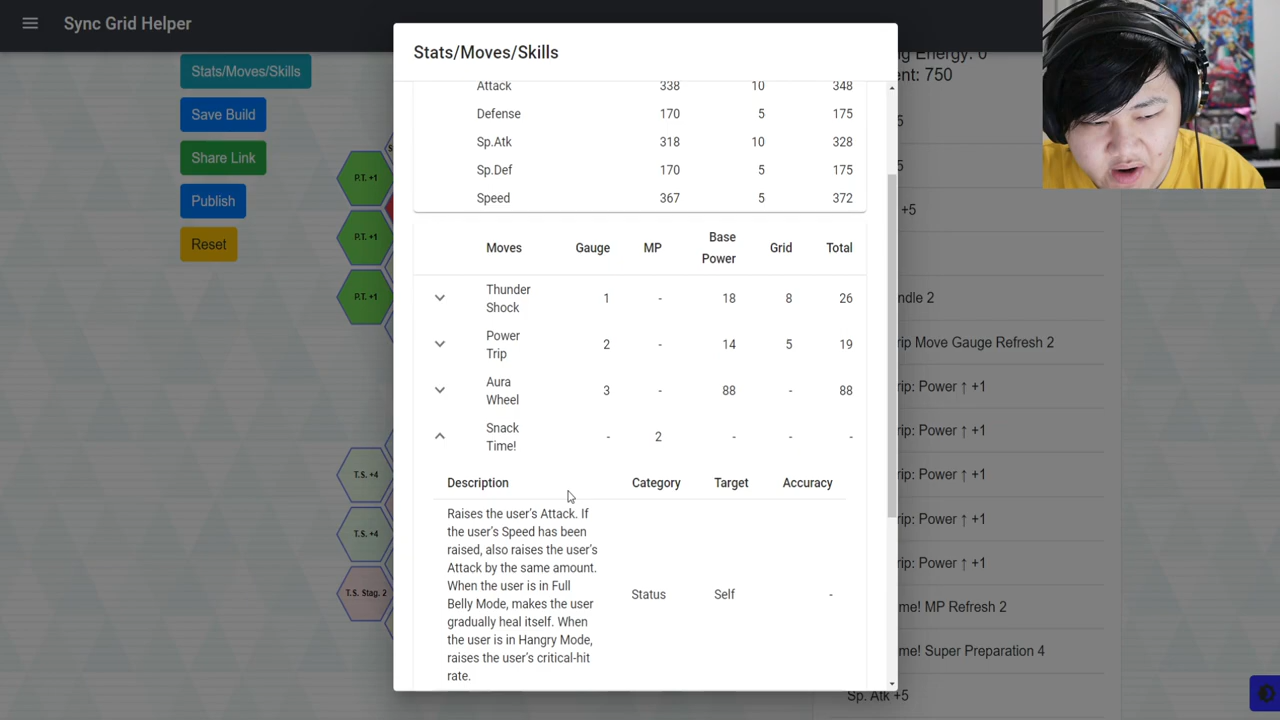 Sync Grid Helper
Stats/Moves/Skills
Save Build
Share Link
Publish
Reset
P.T. +1
P.T. +1
P.T. +1
T.S. +4
T.S. +4
T.S. Stag. 2
Stats/Moves/Skills
Attack 338 10 348
Defense 170 5 175
Sp.Atk 318 10 328
Sp.Def 170 5 175
Speed 367 5 372
Moves Gauge MP Base Power Grid Total
Thunder Shock 1 - 18 8 26
Power Trip 2 - 14 5 19
Aura Wheel 3 - 88 - 88
Snack Time! - 2 - - -
Description Category Target Accuracy
Raises the user's Attack. If
the user's Speed has been
raised, also raises the user's
Attack by the same amount.
When the user is in Full
Belly Mode, makes the user
gradually heal itself. When
the user is in Hangry Mode,
raises the user's critical-hit
rate.
Status Self -
Energy: 0
750
5
5
+5
ndle 2
rip Move Gauge Refresh 2
rip: Power ↑ +1
rip: Power ↑ +1
rip: Power ↑ +1
rip: Power ↑ +1
rip: Power ↑ +1
me! MP Refresh 2
me! Super Preparation 4
Sp. Atk +5